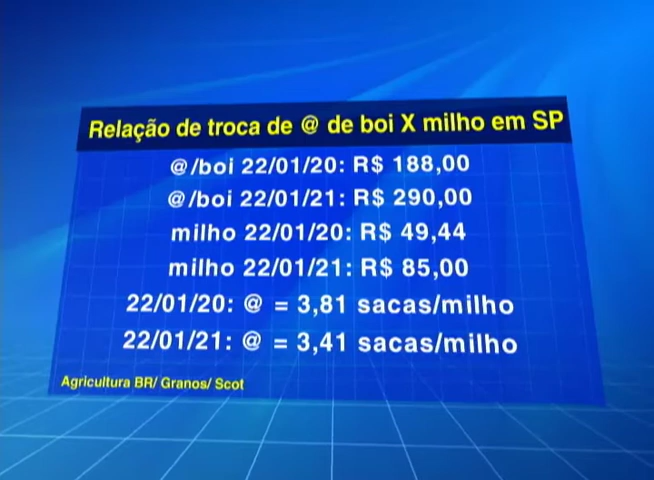 Relação de troca de @ de boi X milho em SP
@/boi 22/01/20: R$ 188,00
@/boi 22/01/21: R$ 290,00
milho 22/01/20: R$ 49,44
milho 22/01/21: R$ 85,00
22/01/20: @ = 3,81 sacas/milho
22/01/21: @ = 3,41 sacas/milho
Agricultura BR/ Granos/ Scot